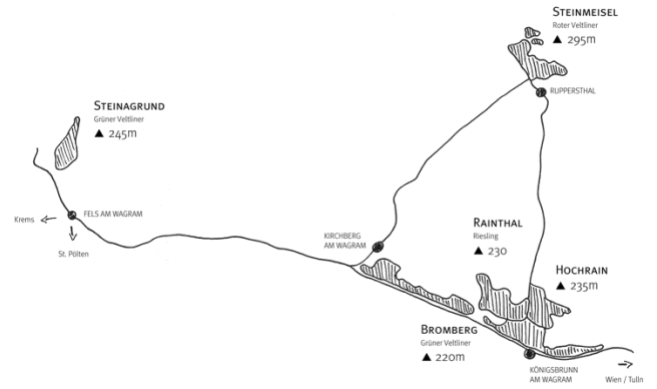 STEINMEISEL
Roter Veltliner
▲ 295m
RUPPERSTHAL
STEINAGRUND
Grüner Veltliner
▲ 245m
Krems
FELS AM WAGRAM
St. Pölten
KIRCHBERG
AM WAGRAM
RAINTHAL
Riesling
▲ 230
HOCHRAIN
▲ 235m
BROMBERG
Grüner Veltliner
▲ 220m
KÖNIGSBRUNN
AM WAGRAM
Wien / Tulln